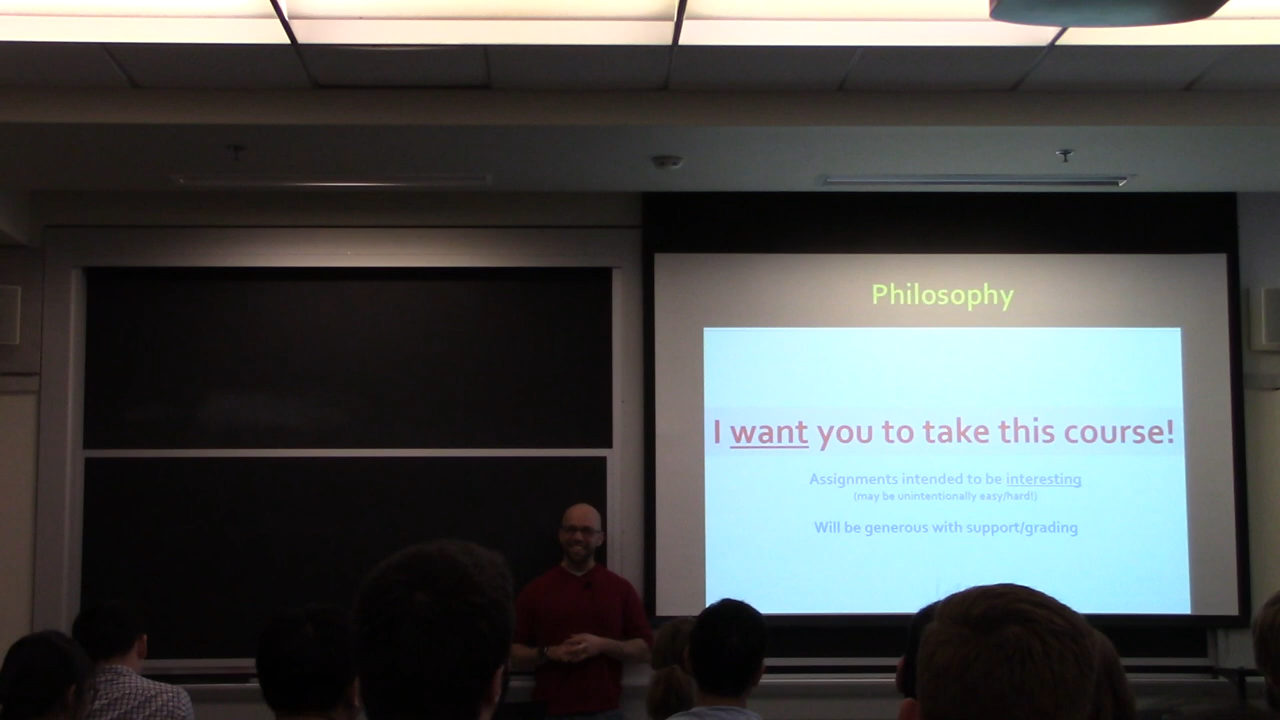 Philosophy
I want you to take this course!
Assignments intended to be interesting
(may be unintentionally easy/hard!)
Will be generous with support/grading